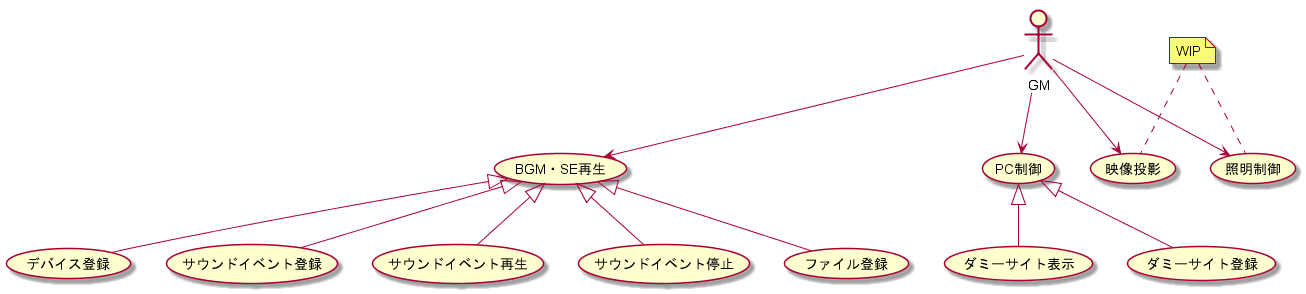 WIP
GM
BGM・SE再生
PC制御
映像投影
照明制御
デバイス登録
サウンドイベント登録
サウンドイベント再生
サウンドイベント停止
ファイル登録
ダミーサイト表示
ダミーサイト登録